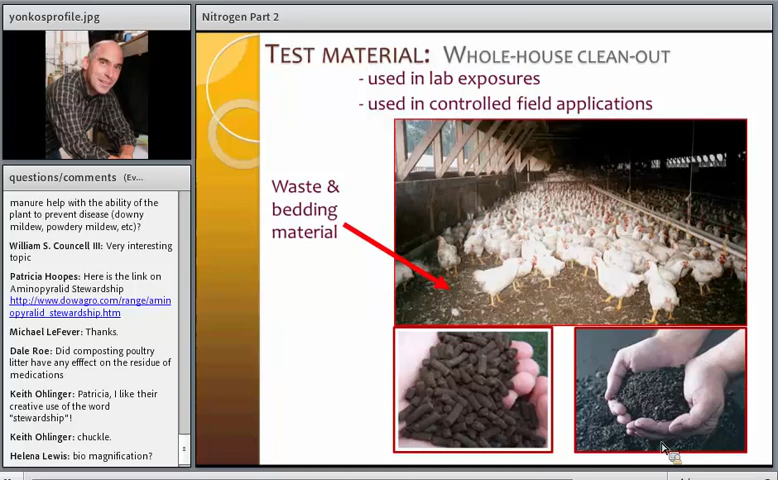 yonkosprofile.jpg
questions/comments (Ev...
manure help with the ability of the
plant to prevent disease (downy
mildew, powdery mildew, etc)?
William S. Councell III: Very interesting
topic
Patricia Hoopes: Here is the link on
Aminopyralid Stewardship
http://www.dowagro.com/range/amin
opyralid_stewardship.htm
Michael LeFever: Thanks.
Dale Roe: Did composting poultry
litter have any efffect on the residue of
medications
Keith Ohlinger: Patricia, I like their
creative use of the word
"stewardship"!
Keith Ohlinger: chuckle.
Helena Lewis: bio magnification?
Nitrogen Part 2
TEST MATERIAL: WHOLE-HOUSE CLEAN-OUT
- used in lab exposures
- used in controlled field applications
Waste &
bedding
material